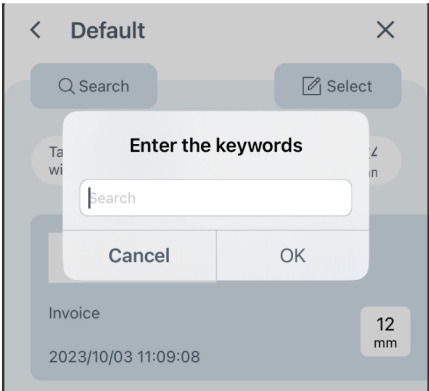 Default
Search
Select
Enter the keywords
Search
Cancel
OK
Invoice
12
mm
2023/10/03 11:09:08